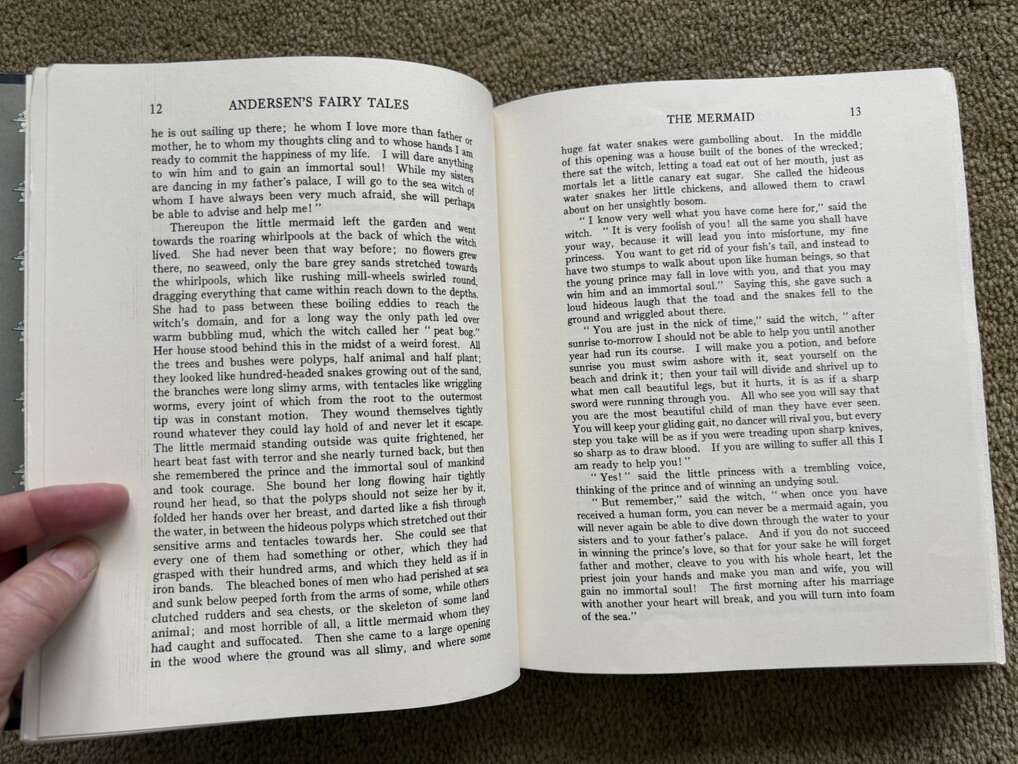 12
ANDERSEN'S FAIRY TALES
he is out sailing up there; he whom I love more than father or
mother, he to whom my thoughts cling and to whose hands I am
ready to commit the happiness of my life. I will dare anything
to win him and to gain an immortal soul! While my sisters
are dancing in my father's palace, I will go to the sea witch of
whom I have always been very much afraid, she will perhaps
be able to advise and help me!"
Thereupon the little mermaid left the garden and went
towards the roaring whirlpools at the back of which the witch
lived. She had never been that way before; no flowers grew
there, no seaweed, only the bare grey sands stretched towards
the whirlpools, which like rushing mill-wheels swirled round,
dragging everything that came within reach down to the depths.
She had to pass between these boiling eddies to reach the
witch's domain, and for a long way the only path led over
warm bubbling mud, which the witch called her "peat bog."
Her house stood behind this in the midst of a weird forest. All
the trees and bushes were polyps, half animal and half plant;
they looked like hundred-headed snakes growing out of the sand,
the branches were long slimy arms, with tentacles like wriggling
worms, every joint of which from the root to the outermost
tip was in constant motion. They wound themselves tightly
round whatever they could lay hold of and never let it escape.
The little mermaid standing outside was quite frightened, her
heart beat fast with terror and she nearly turned back, but then
she remembered the prince and the immortal soul of mankind
and took courage. She bound her long flowing hair tightly
round her head, so that the polyps should not seize her by it,
folded her hands over her breast, and darted like a fish through
the water, in between the hideous polyps which stretched out their
sensitive arms and tentacles towards her. She could see that
every one of them had something or other, which they had
grasped with their hundred arms, and which they held as if in
iron bands. The bleached bones of men who had perished at sea
and sunk below peeped forth from the arms of some, while others
clutched rudders and sea chests, or the skeleton of some land
animal; and most horrible of all, a little mermaid whom they
had caught and suffocated. Then she came to a large opening
in the wood where the ground was all slimy, and where some
THE MERMAID
13
huge fat water snakes were gambolling about. In the middle
of this opening was a house built of the bones of the wrecked;
there sat the witch, letting a toad eat out of her mouth, just as
mortals let a little canary eat sugar. She called the hideous
water snakes her little chickens, and allowed them to crawl
about on her unsightly bosom.
"I know very well what you have come here for," said the
witch. "It is very foolish of you! all the same you shall have
your way, because it will lead you into misfortune, my fine
princess. You want to get rid of your fish's tail, and instead to
have two stumps to walk about upon like human beings, so that
the young prince may fall in love with you, and that you may
win him and an immortal soul." Saying this, she gave such a
loud hideous laugh that the toad and the snakes fell to the
ground and wriggled about there.
"You are just in the nick of time," said the witch, "after
sunrise to-morrow I should not be able to help you until another
year had run its course. I will make you a potion, and before
sunrise you must swim ashore with it, seat yourself on the
beach and drink it; then your tail will divide and shrivel up to
what men call beautiful legs, but it hurts, it is as if a sharp
sword were running through you. All who see you will say that
you are the most beautiful child of man they have ever seen.
You will keep your gliding gait, no dancer will rival you, but every
step you take will be as if you were treading upon sharp knives,
so sharp as to draw blood. If you are willing to suffer all this I
am ready to help you!"
"Yes!" said the little princess with a trembling voice,
thinking of the prince and of winning an undying soul.
"But remember," said the witch, "when once you have
received a human form, you can never be a mermaid again, you
will never again be able to dive down through the water to your
sisters and to your father's palace. And if you do not succeed
in winning the prince's love, so that for your sake he will forget
father and mother, cleave to you with his whole heart, let the
priest join your hands and make you man and wife, you will
gain no immortal soul! The first morning after his marriage
with another your heart will break, and you will turn into foam
of the sea."